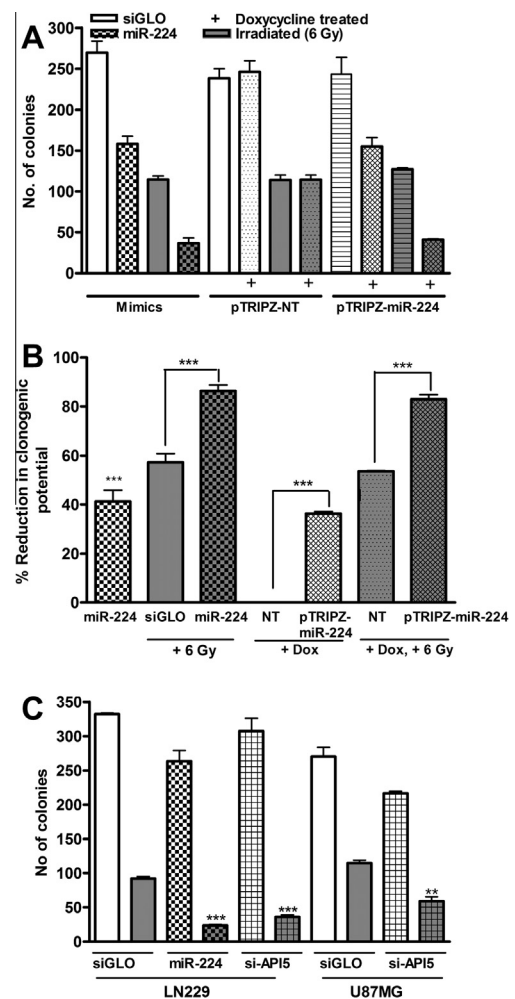 A
siGLO
+ Doxycycline treated
miR-224
Irradiated (6 Gy)
No. of colonies
300
250
200
150
100
50
0
+ + + +
Mimics
pTRIPZ-NT
pTRIPZ-miR-224
B
% Reduction in clonogenic
potential
100
80
60
40
20
0
***
***
***
***
miR-224
siGLO
miR-224
NT
pTRIPZ-
miR-224
NT
pTRIPZ-miR-224
+ 6 Gy
+ Dox
+ Dox, + 6 Gy
C
No of colonies
350
300
250
200
150
100
50
0
***
***
**
siGLO
miR-224
si-API5
siGLO
si-API5
LN229
U87MG